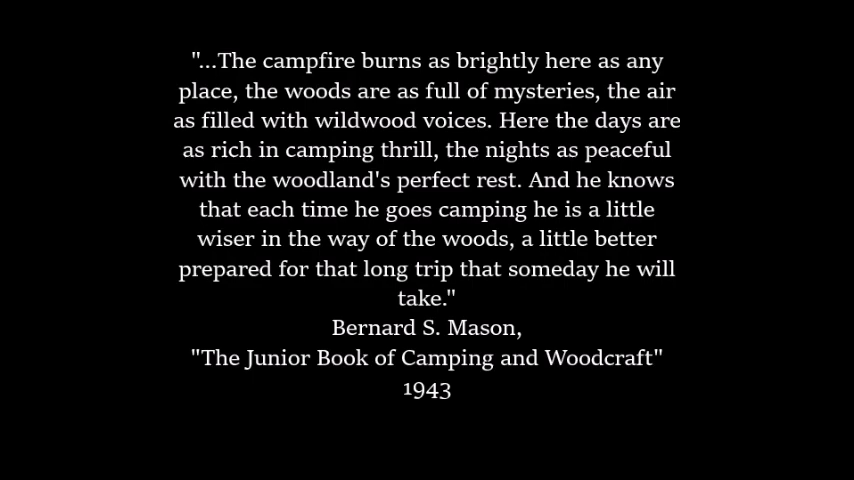 "...The campfire burns as brightly here as any
place, the woods are as full of mysteries, the air
as filled with wildwood voices. Here the days are
as rich in camping thrill, the nights as peaceful
with the woodland's perfect rest. And he knows
that each time he goes camping he is a little
wiser in the way of the woods, a little better
prepared for that long trip that someday he will
take."
Bernard S. Mason,
"The Junior Book of Camping and Woodcraft"
1943